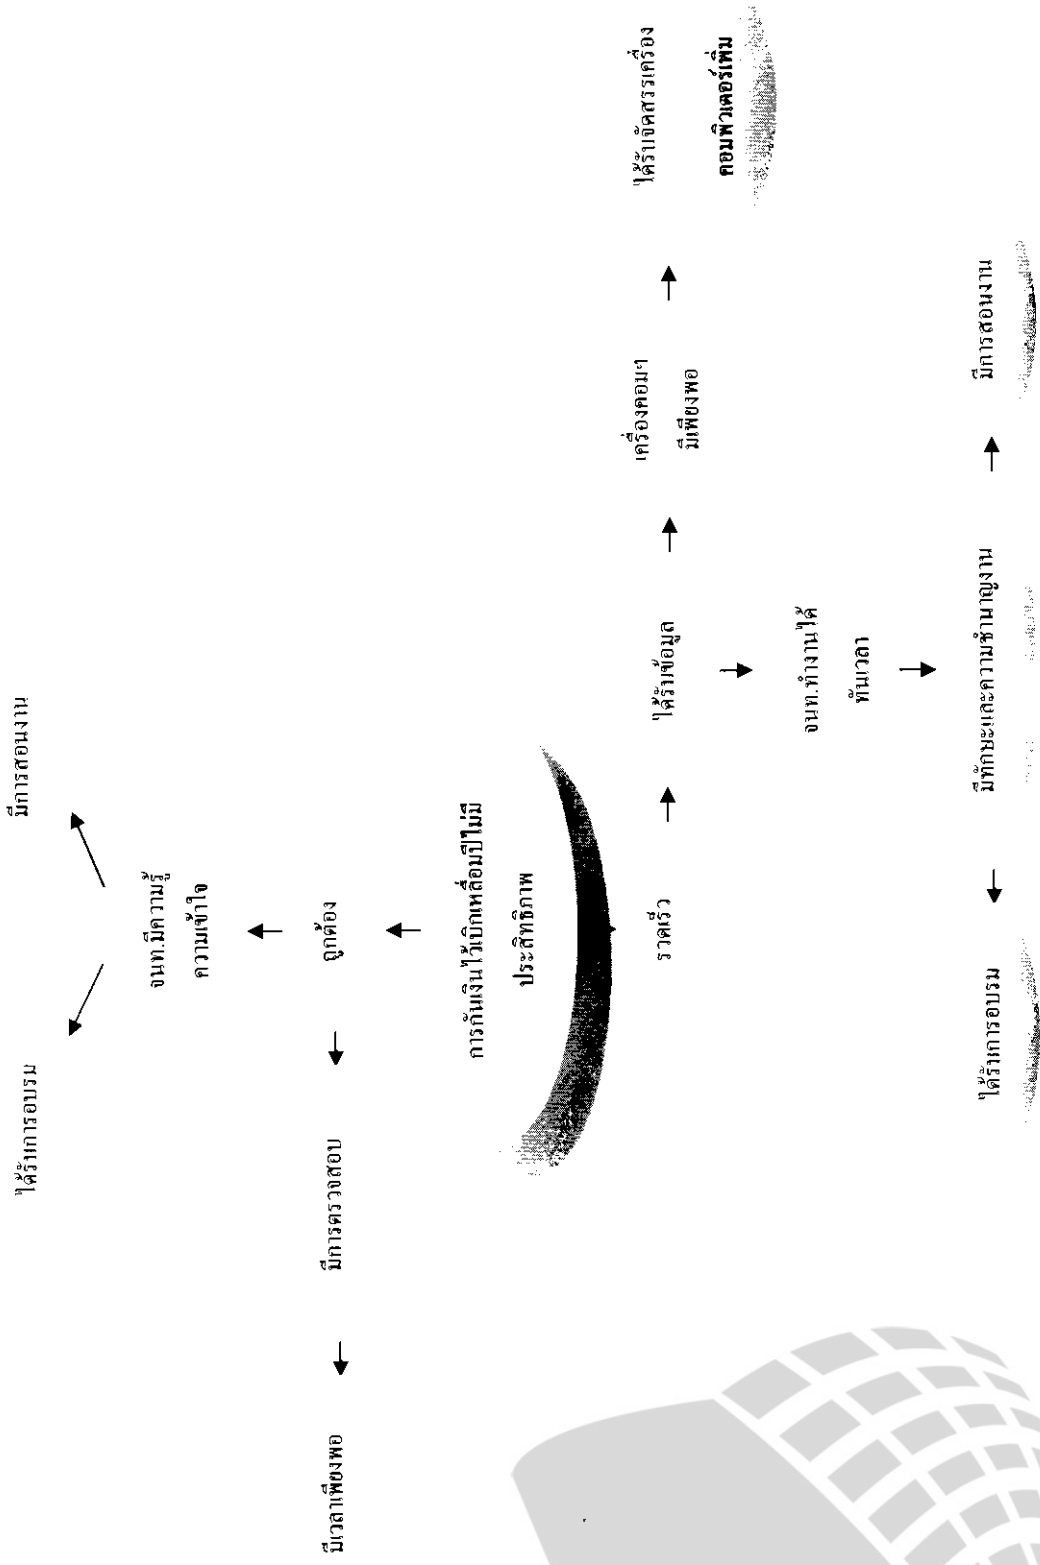 ได้รับการอบรม
มีการสอนงาน
จนท.มีความรู้
ความเข้าใจ
มีเวลาเพียงพอ
มีการตรวจสอบ
ถูกต้อง
การกันเงินไว้เบิกเหลื่อมปีไม่มี
ประสิทธิภาพ
รวดเร็ว
ได้รับข้อมูล
เครื่องคอมฯ
มีเพียงพอ
ได้รับจัดสรรเครื่อง
คอมพิวเตอร์เพิ่ม
จนท.ทำงานได้
ทันเวลา
ได้รับการอบรม
มีทักษะและความชำนาญงาน
มีการสอนงาน